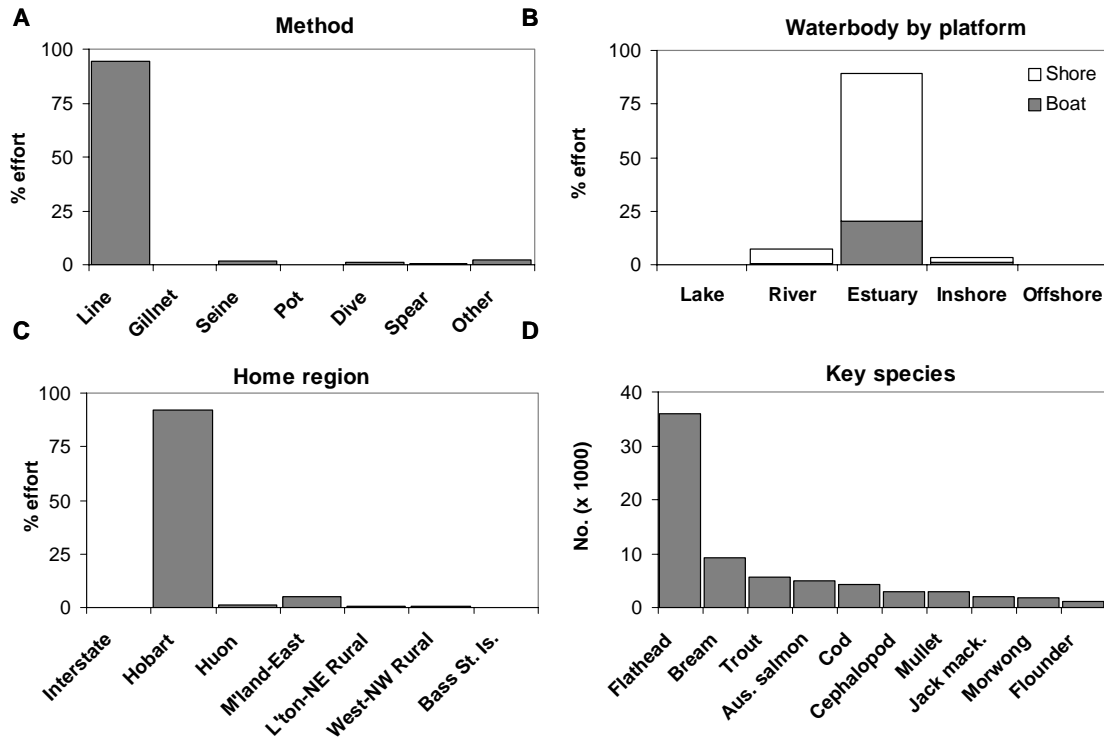 A
Method
% effort
100
75
50
25
0
Line
Gillnet
Seine
Pot
Dive
Spear
Other
B
Waterbody by platform
% effort
100
75
50
25
0
Shore
Boat
Lake
River
Estuary
Inshore
Offshore
C
Home region
% effort
100
75
50
25
0
Interstate
Hobart
Huon
M'land-East
L'ton-NE Rural
West-NW Rural
Bass St. Is.
D
Key species
No. (x 1000)
40
30
20
10
0
Flathead
Bream
Trout
Aus. salmon
Cod
Cephalopod
Mullet
Jack mack.
Morwong
Flounder